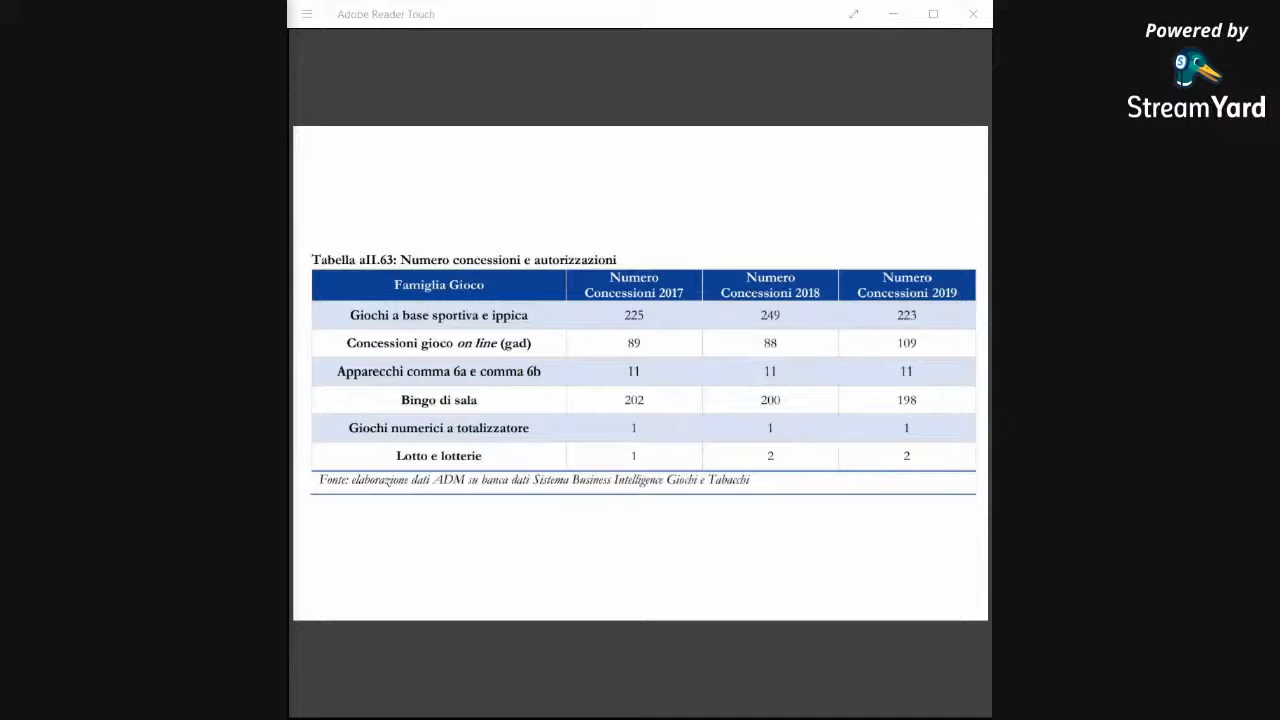 Adobe Reader Touch
Powered by
StreamYard
Tabella aII.63: Numero concessioni e autorizzazioni
Famiglia Gioco Numero Concessioni 2017 Numero Concessioni 2018 Numero Concessioni 2019
Giochi a base sportiva e ippica 225 249 223
Concessioni gioco on line (gad) 89 88 109
Apparecchi comma 6a e comma 6b 11 11 11
Bingo di sala 202 200 198
Giochi numerici a totalizzatore 1 1 1
Lotto e lotterie 1 2 2
Fonte: elaborazione dati ADM su banca dati Sistema Business Intelligence Giochi e Tabacchi